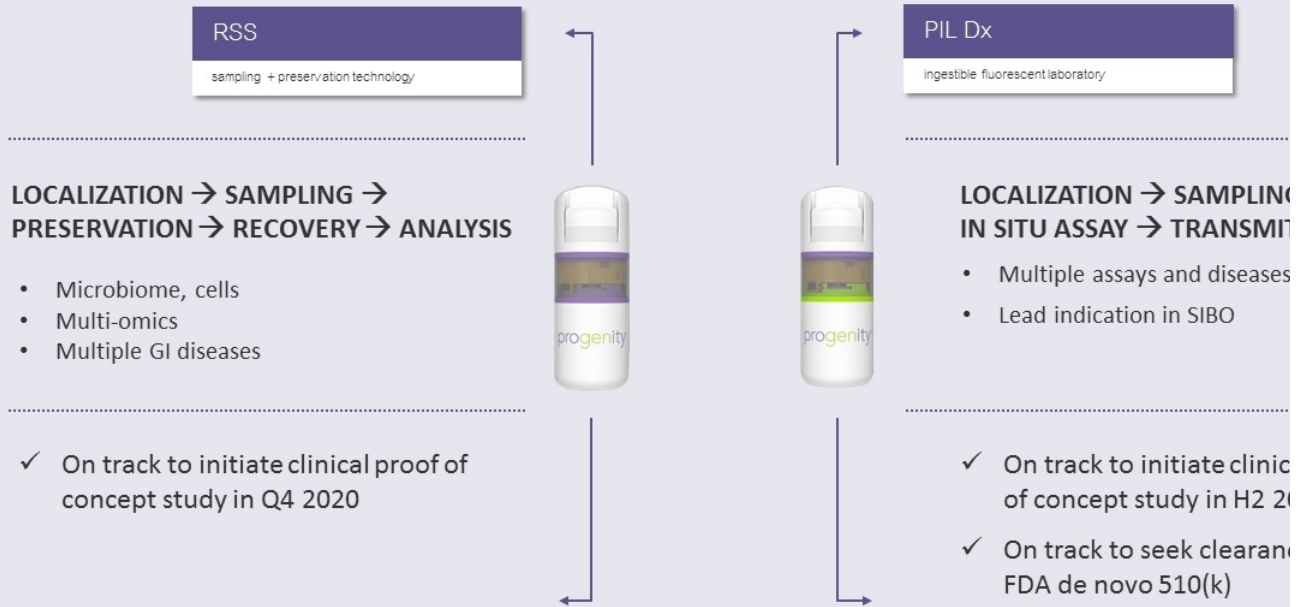 RSS
sampling + preservation technology
LOCALIZATION → SAMPLING →
PRESERVATION → RECOVERY → ANALYSIS
• Microbiome, cells
• Multi-omics
• Multiple GI diseases
✓ On track to initiate clinical proof of
concept study in Q4 2020
progenity
progenity
PIL Dx
ingestible fluorescent laboratory
LOCALIZATION → SAMPLING
IN SITU ASSAY → TRANSMIT
• Multiple assays and diseases
• Lead indication in SIBO
✓ On track to initiate
of concept study in H2
✓ On track to seek
FDA de novo 510(k)